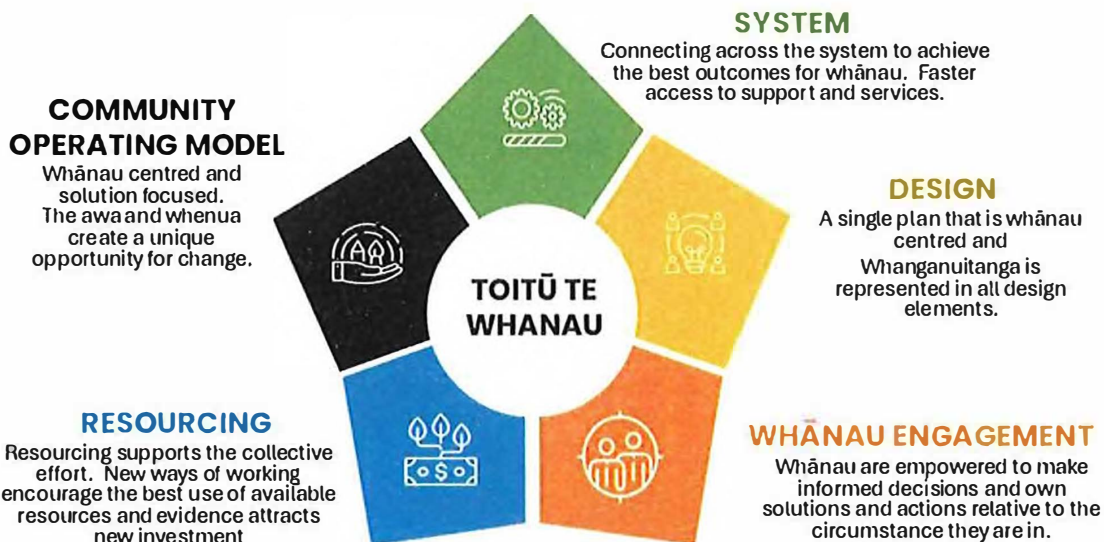 SYSTEM
Connecting across the system to achieve
the best outcomes for whānau. Faster
access to support and services.
COMMUNITY
OPERATING MODEL
Whānau centred and
solution focused.
The awa and whenua
create a unique
opportunity for change.
DESIGN
A single plan that is whānau
centred and
Whanganuitanga is
represented in all design
elements.
TOITŪ TE
WHANAU
RESOURCING
Resourcing supports the collective
effort. New ways of working
encourage the best use of available
resources and evidence attracts
new investment
WHĀNAU ENGAGEMENT
Whānau are empowered to make
informed decisions and own
solutions and actions relative to the
circumstance they are in.
$